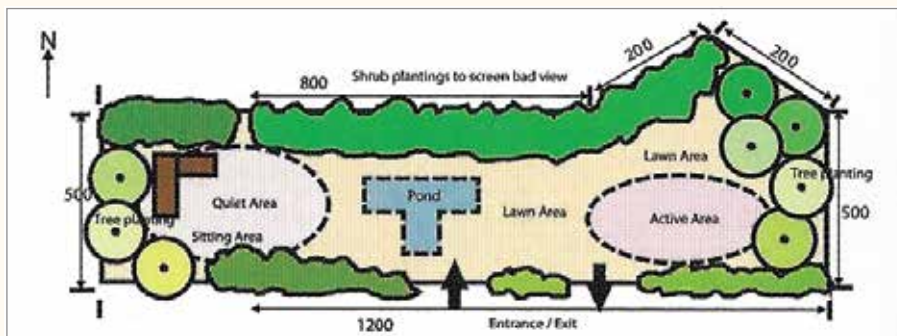 N
200
200
800
Shrub plantings to screen bad view
Lawn Area
Tree planting
500
Pond
Quiet Area
Lawn Area
Active Area
500
Tree planting
Sitting Area
1200
Entrance / Exit